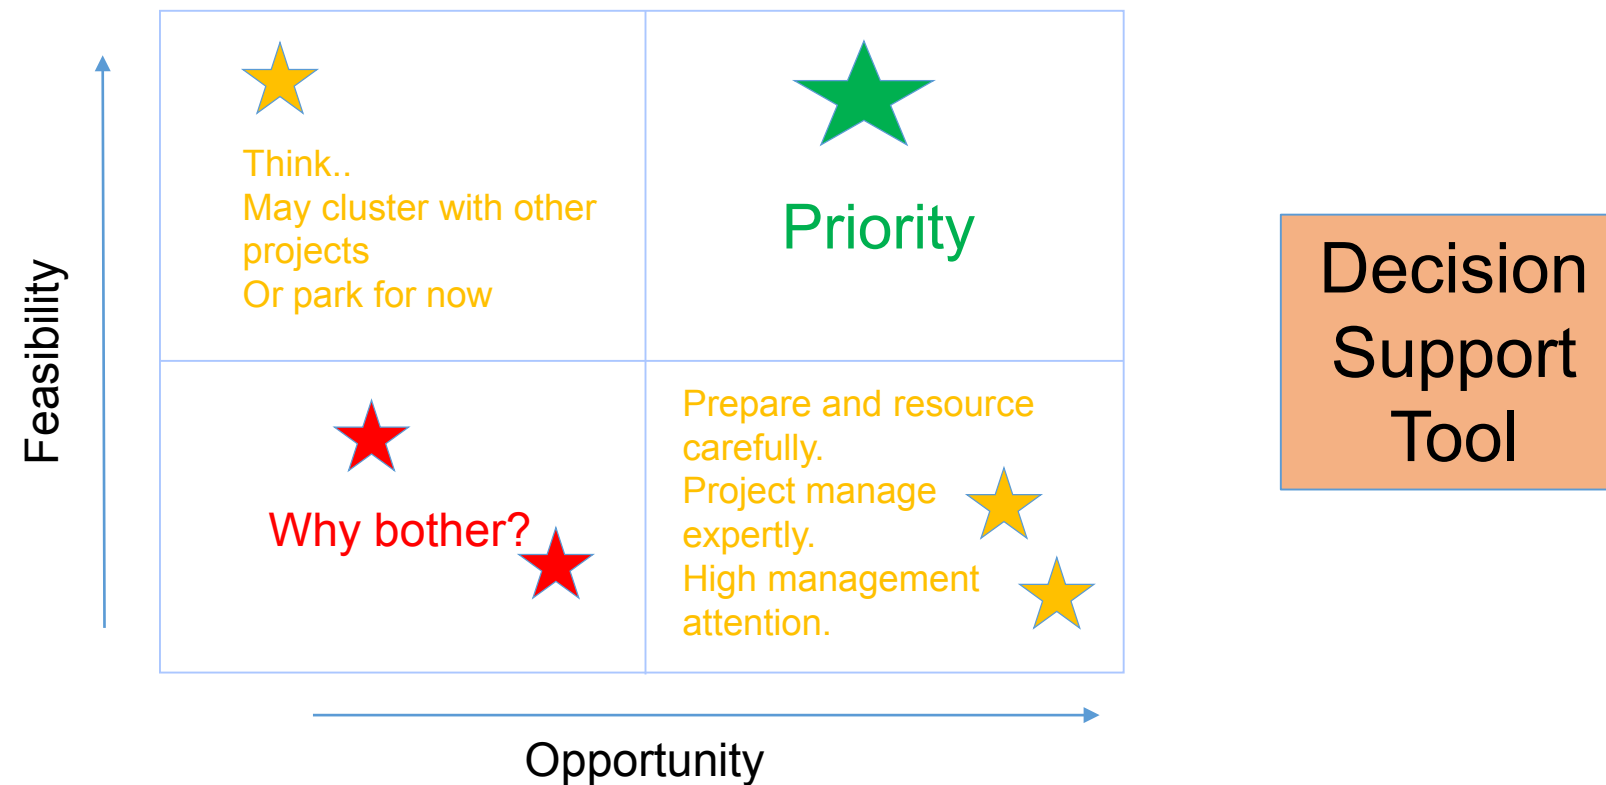 Think..
May cluster with other
projects
Or park for now
Priority
Feasibility
Why bother?
Prepare and resource
carefully.
Project manage
expertly.
High management
attention.
Opportunity
Decision
Support
Tool